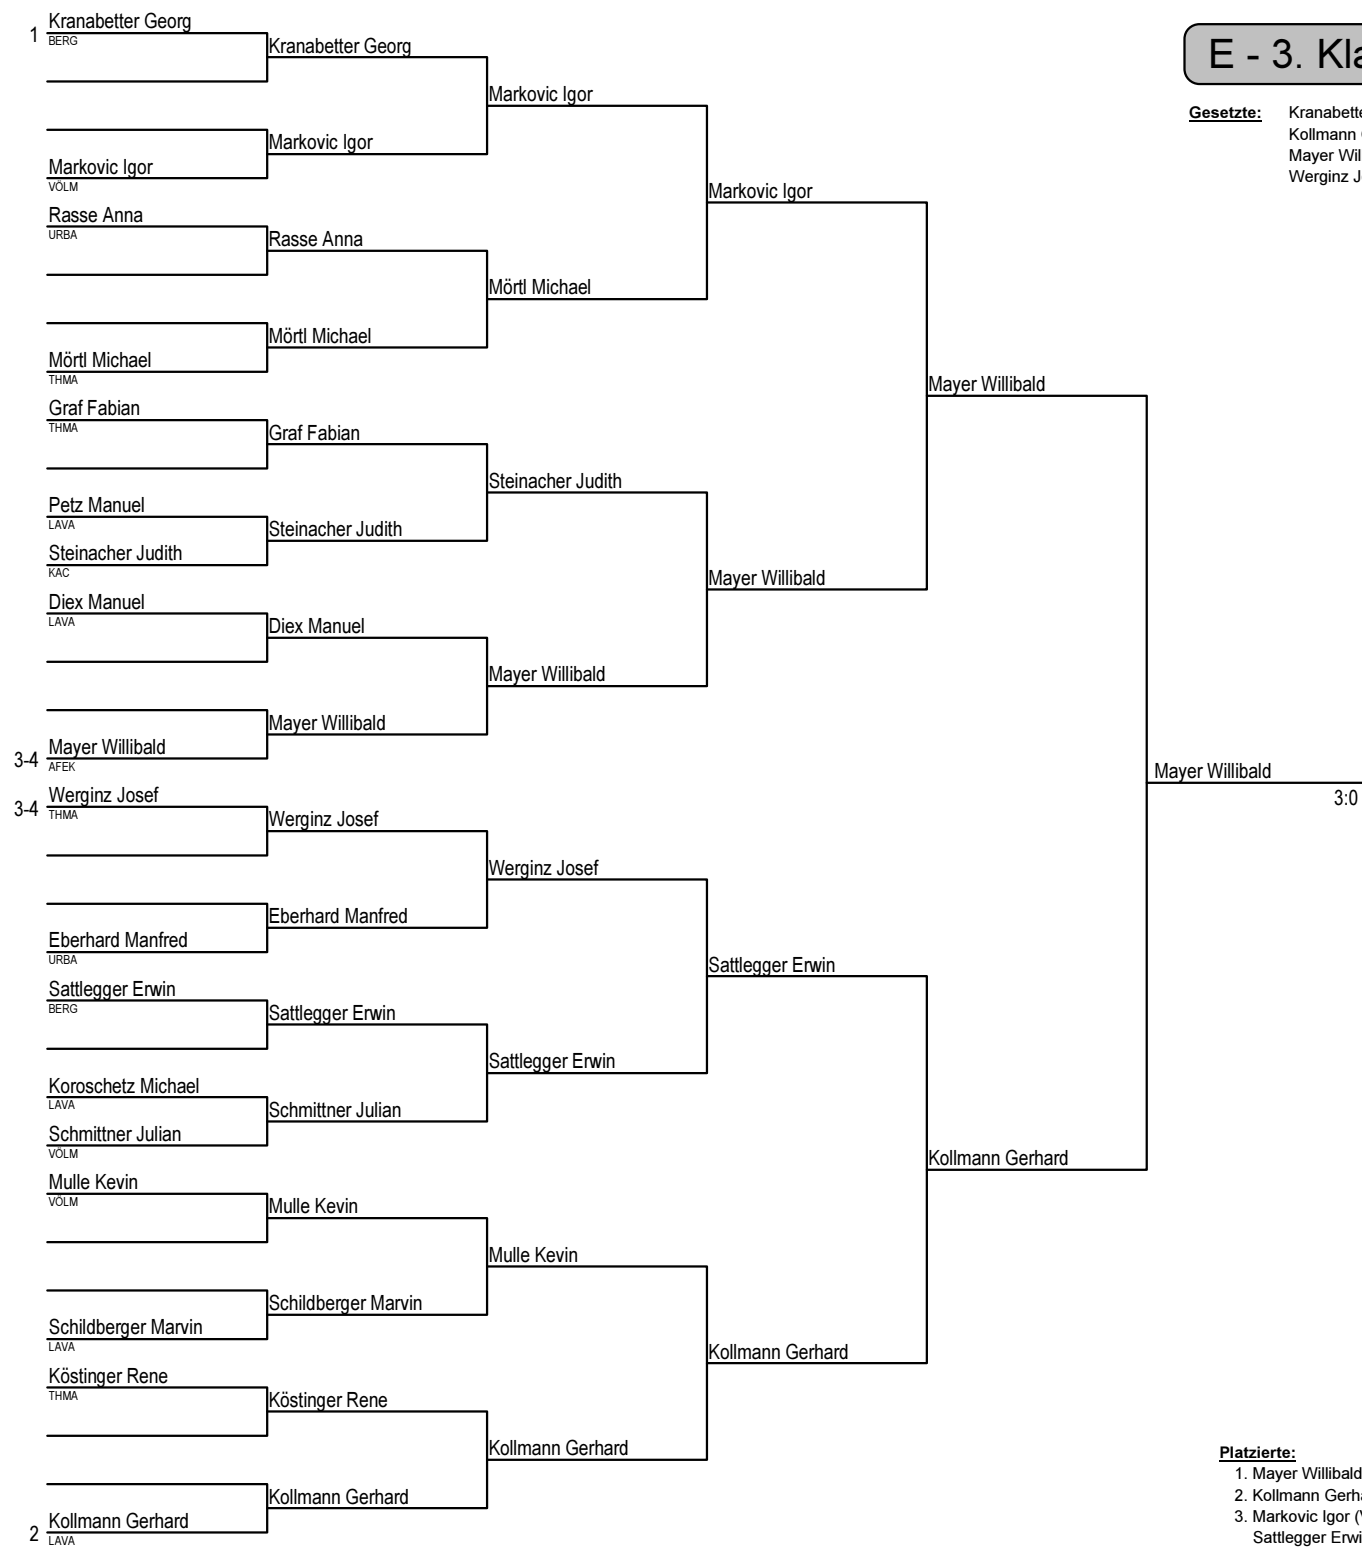 E - 3. Kla
Gesetzte: Kranabette
Kollmann
Mayer Wil
Werginz J
1 Kranabetter Georg
BERG
Markovic Igor
VÖLM
Rasse Anna
URBA
Mörtl Michael
THMA
Graf Fabian
THMA
Petz Manuel
LAVA
Steinacher Judith
KAC
Diex Manuel
LAVA
3-4 Mayer Willibald
AFEK
3-4 Werginz Josef
THMA
Eberhard Manfred
URBA
Sattlegger Erwin
BERG
Koroschetz Michael
LAVA
Schmittner Julian
VÖLM
Mulle Kevin
VÖLM
Schildberger Marvin
LAVA
Köstinger Rene
THMA
2 Kollmann Gerhard
LAVA
Kranabetter Georg
Markovic Igor
Rasse Anna
Mörtl Michael
Graf Fabian
Steinacher Judith
Diex Manuel
Mayer Willibald
Werginz Josef
Eberhard Manfred
Sattlegger Erwin
Schmittner Julian
Mulle Kevin
Schildberger Marvin
Köstinger Rene
Kollmann Gerhard
Markovic Igor
Mörtl Michael
Steinacher Judith
Mayer Willibald
Werginz Josef
Sattlegger Erwin
Mulle Kevin
Kollmann Gerhard
Markovic Igor
Mayer Willibald
Sattlegger Erwin
Kollmann Gerhard
Mayer Willibald
Kollmann Gerhard
Mayer Willibald
3:0
Platzierte:
1. Mayer Willibald
2. Kollmann Gerha
3. Markovic Igor (V
Sattlegger Erwi